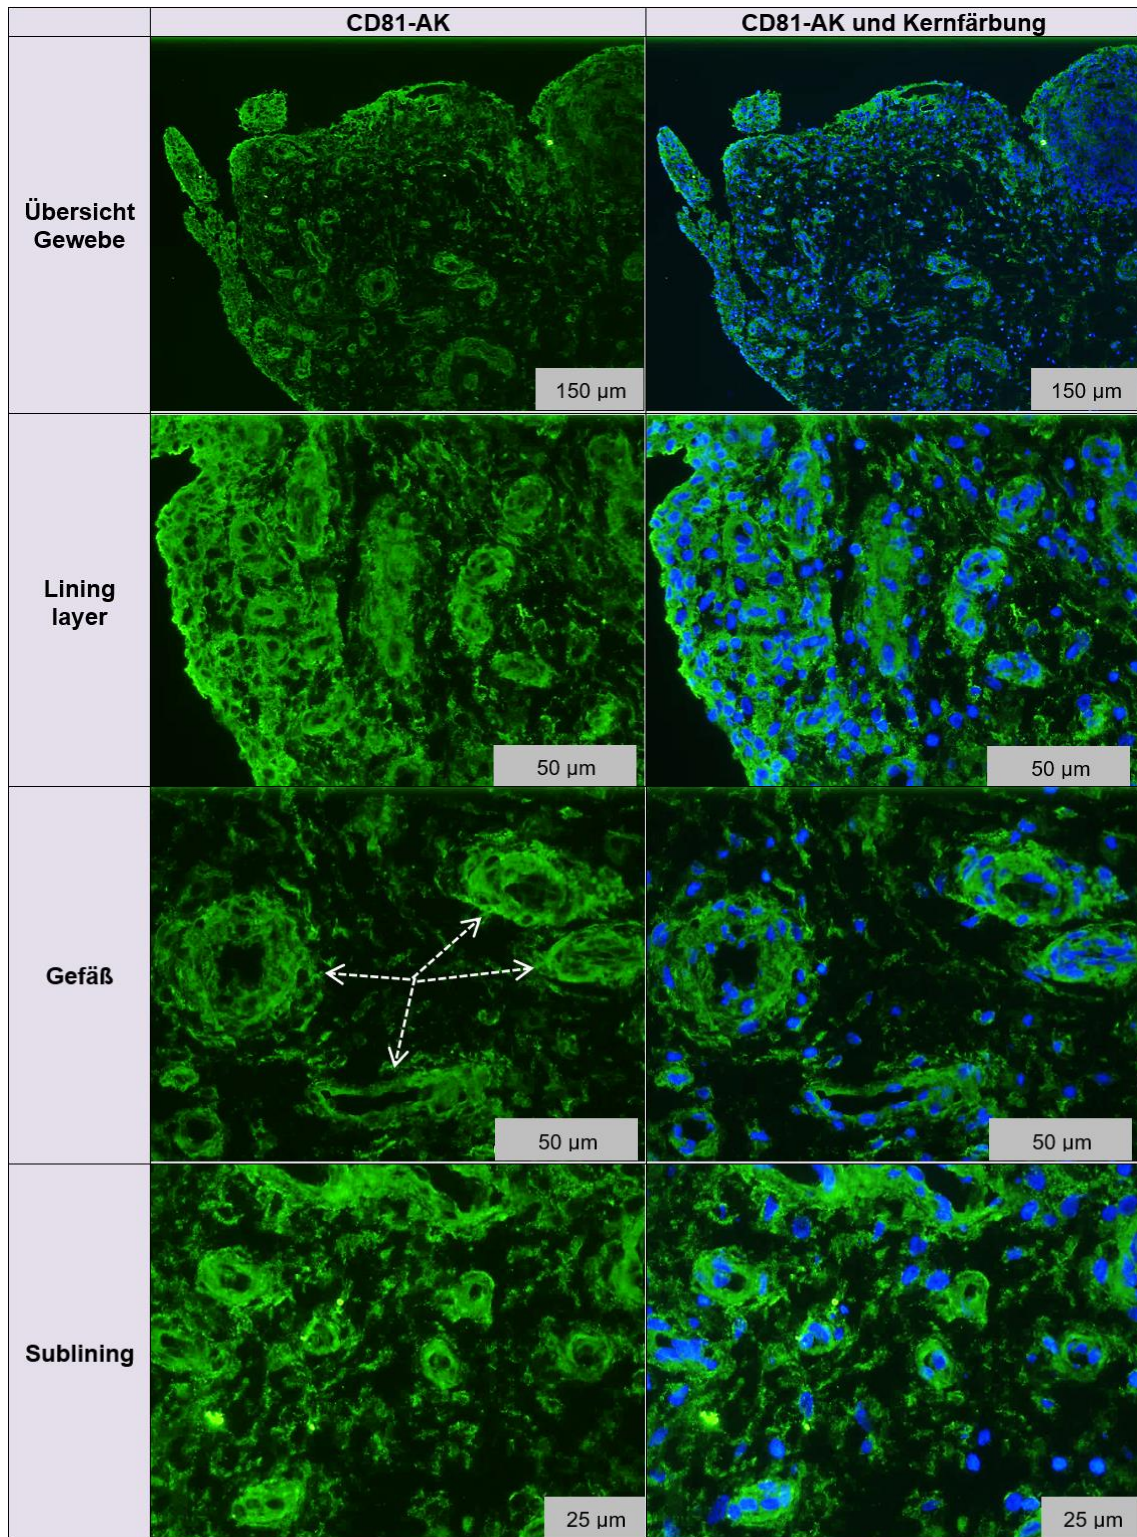 CD81-AK
CD81-AK und Kernfärbung
Übersicht
Gewebe
150 µm
150 µm
Lining
layer
50 µm
50 µm
Gefäß
50 µm
50 µm
Sublining
25 µm
25 µm